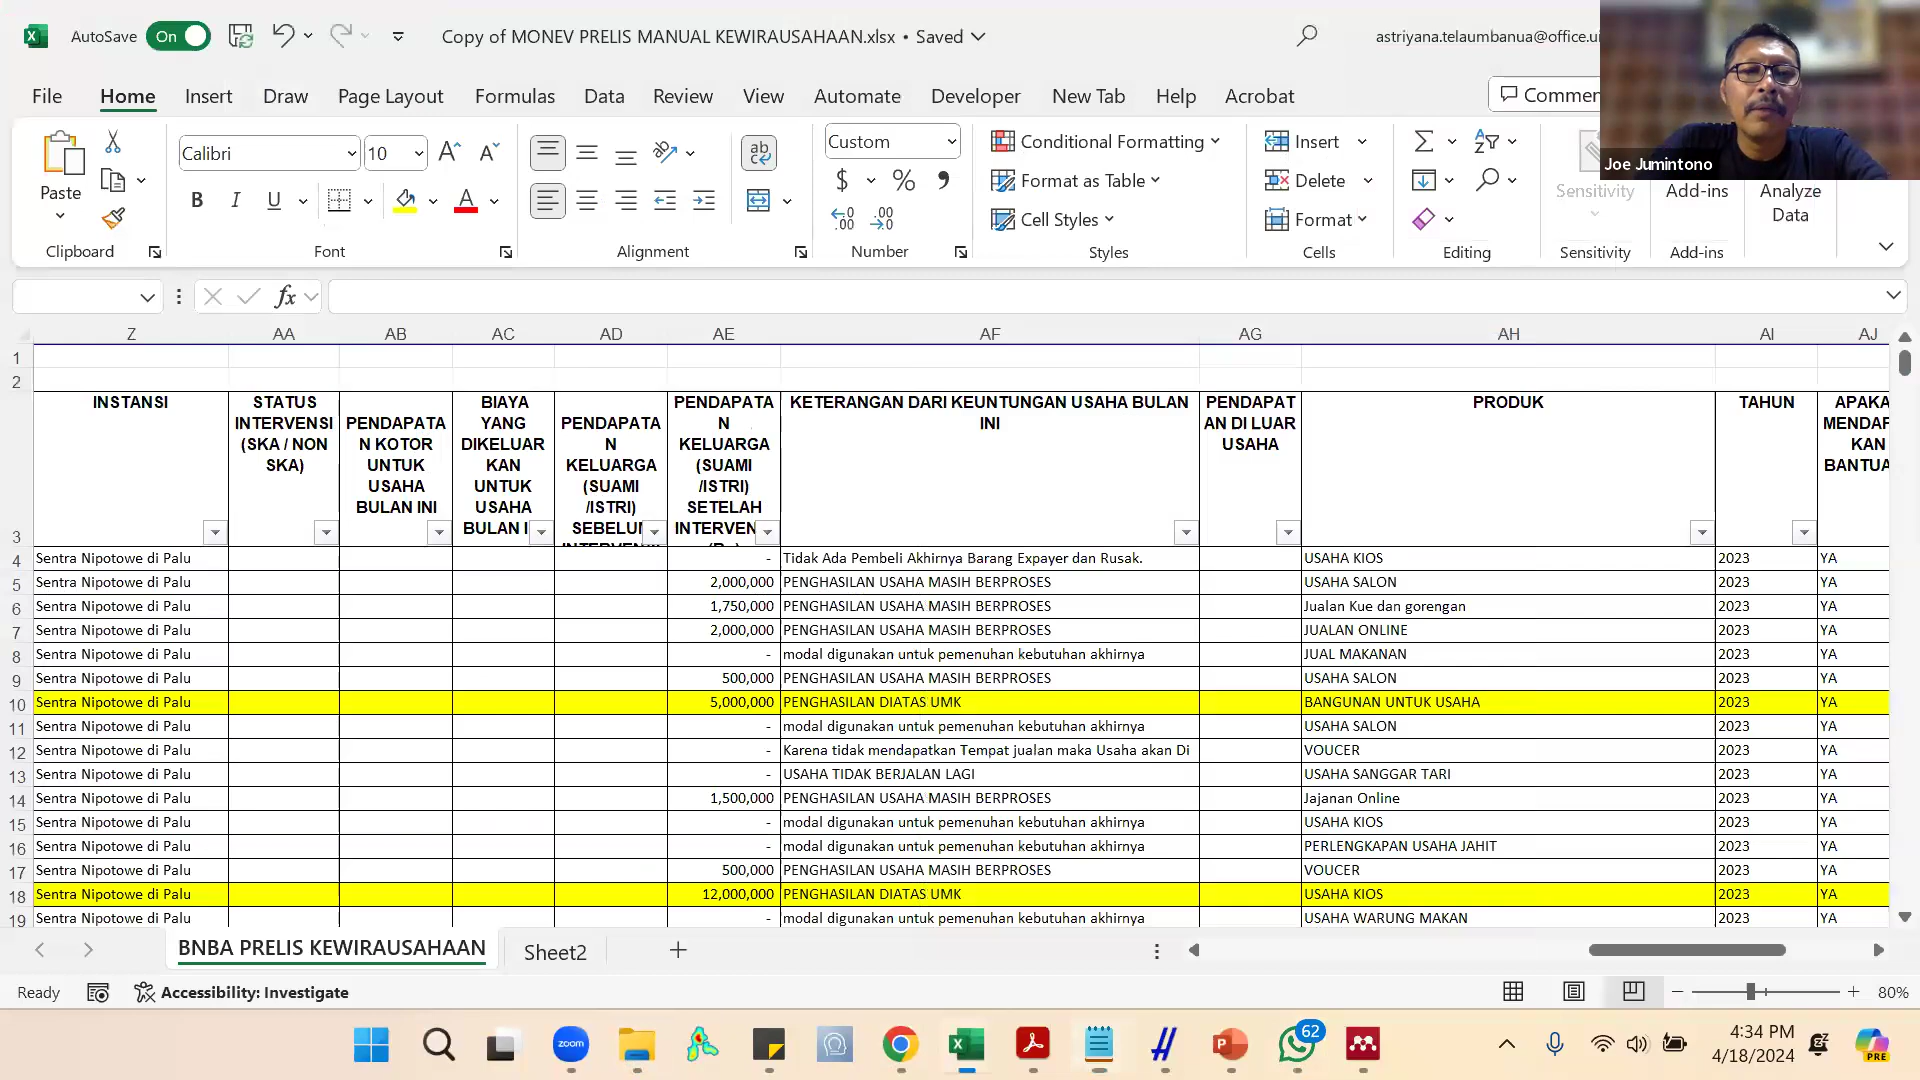 AutoSave On Copy of MONEV PRELIS MANUAL KEWIRAUSAHAAN.xlsx • Saved astriyana.telaumbanua@office.ui
File Home Insert Draw Page Layout Formulas Data Review View Automate Developer New Tab Help Acrobat Commen
Paste Calibri 10 Custom Conditional Formatting Format as Table Cell Styles Insert Delete Format Sensitivity Add-ins Analyze Data
Joe Jumintono
Clipboard Font Alignment Number Styles Cells Editing Sensitivity Add-ins
Z AA AB AC AD AE AF AG AH AI AJ
1
2
3 INSTANSI
STATUS INTERVENSI (SKA / NON SKA)
PENDAPATA N KOTOR UNTUK USAHA BULAN INI
BIAYA YANG DIKELUAR KAN UNTUK USAHA BULAN I
PENDAPATA N KELUARGA (SUAMI /ISTRI) SEBELU
PENDAPATA N KELUARGA (SUAMI /ISTRI) SETELAH INTERVEN
KETERANGAN DARI KEUNTUNGAN USAHA BULAN INI
PENDAPAT AN DI LUAR USAHA
PRODUK
TAHUN
APAKA MENDAP KAN BANTUA
4 Sentra Nipotowe di Palu - Tidak Ada Pembeli Akhirnya Barang Expayer dan Rusak. USAHA KIOS 2023 YA
5 Sentra Nipotowe di Palu 2,000,000 PENGHASILAN USAHA MASIH BERPROSES USAHA SALON 2023 YA
6 Sentra Nipotowe di Palu 1,750,000 PENGHASILAN USAHA MASIH BERPROSES Jualan Kue dan gorengan 2023 YA
7 Sentra Nipotowe di Palu 2,000,000 PENGHASILAN USAHA MASIH BERPROSES JUALAN ONLINE 2023 YA
8 Sentra Nipotowe di Palu - modal digunakan untuk pemenuhan kebutuhan akhirnya JUAL MAKANAN 2023 YA
9 Sentra Nipotowe di Palu 500,000 PENGHASILAN USAHA MASIH BERPROSES USAHA SALON 2023 YA
10 Sentra Nipotowe di Palu 5,000,000 PENGHASILAN DIATAS UMK BANGUNAN UNTUK USAHA 2023 YA
11 Sentra Nipotowe di Palu - modal digunakan untuk pemenuhan kebutuhan akhirnya USAHA SALON 2023 YA
12 Sentra Nipotowe di Palu - Karena tidak mendapatkan Tempat jualan maka Usaha akan Di VOUCER 2023 YA
13 Sentra Nipotowe di Palu - USAHA TIDAK BERJALAN LAGI USAHA SANGGAR TARI 2023 YA
14 Sentra Nipotowe di Palu 1,500,000 PENGHASILAN USAHA MASIH BERPROSES Jajanan Online 2023 YA
15 Sentra Nipotowe di Palu - modal digunakan untuk pemenuhan kebutuhan akhirnya USAHA KIOS 2023 YA
16 Sentra Nipotowe di Palu - modal digunakan untuk pemenuhan kebutuhan akhirnya PERLENGKAPAN USAHA JAHIT 2023 YA
17 Sentra Nipotowe di Palu 500,000 PENGHASILAN USAHA MASIH BERPROSES VOUCER 2023 YA
18 Sentra Nipotowe di Palu 12,000,000 PENGHASILAN DIATAS UMK USAHA KIOS 2023 YA
19 Sentra Nipotowe di Palu - modal digunakan untuk pemenuhan kebutuhan akhirnya USAHA WARUNG MAKAN 2023 YA
BNBA PRELIS KEWIRAUSAHAAN Sheet2
Ready Accessibility: Investigate 80%
zoom 62 4:34 PM
4/18/2024 PRE